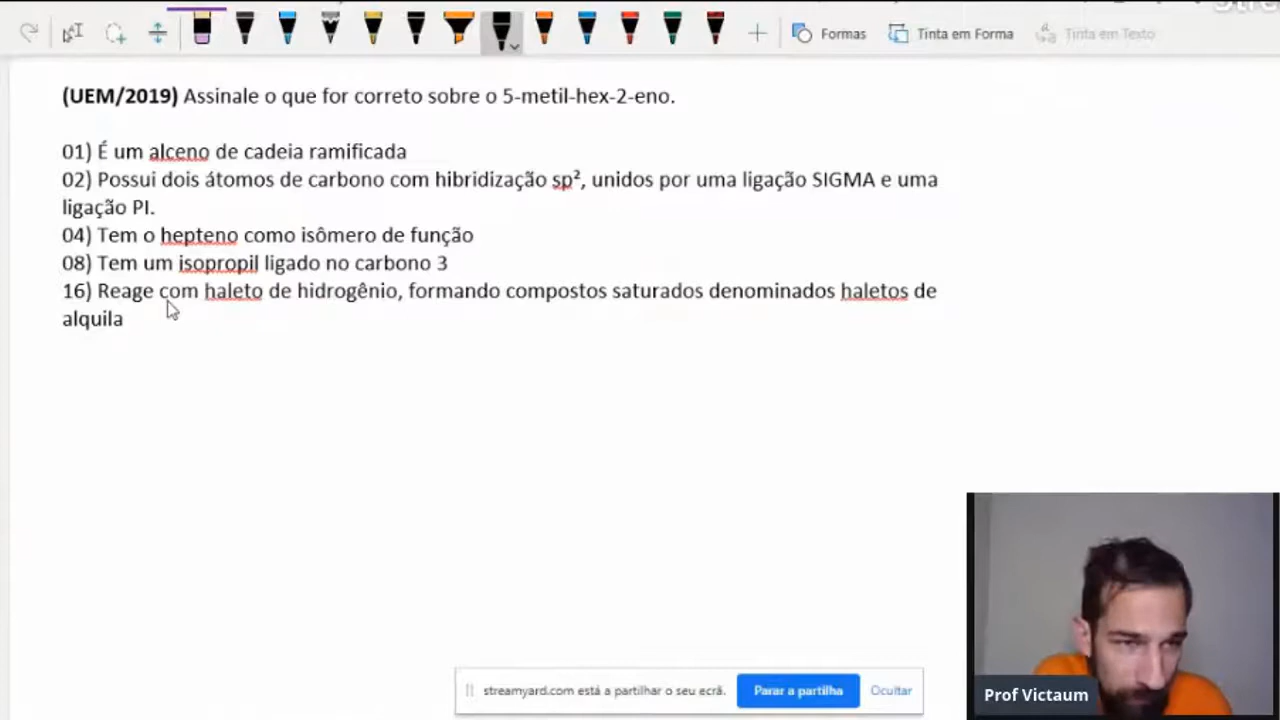 Formas
Tinta em Forma
Tinta em Texto
(UEM/2019) Assinale o que for correto sobre o 5-metil-hex-2-eno.
01) É um alceno de cadeia ramificada
02) Possui dois átomos de carbono com hibridização sp², unidos por uma ligação SIGMA e uma
ligação PI.
04) Tem o hepteno como isômero de função
08) Tem um isopropil ligado no carbono 3
16) Reage com haleto de hidrogênio, formando compostos saturados denominados haletos de
alquila
streamyard.com está a partilhar o seu ecrã.
Parar a partilha
Ocultar
Prof Victaum